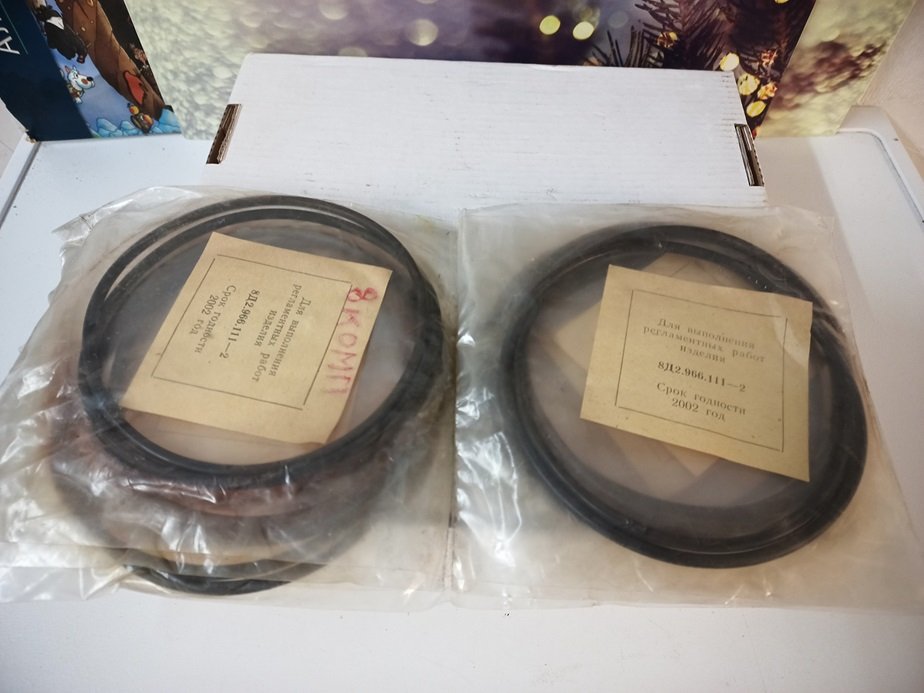 8 КОМП
Для выполнения
регламентных работ
изделия
8Д2.966.111—2
Срок годности
2002 год
Для выполнения
регламентных работ
изделия
8Д2.966.111—2
Срок годности
2002 год